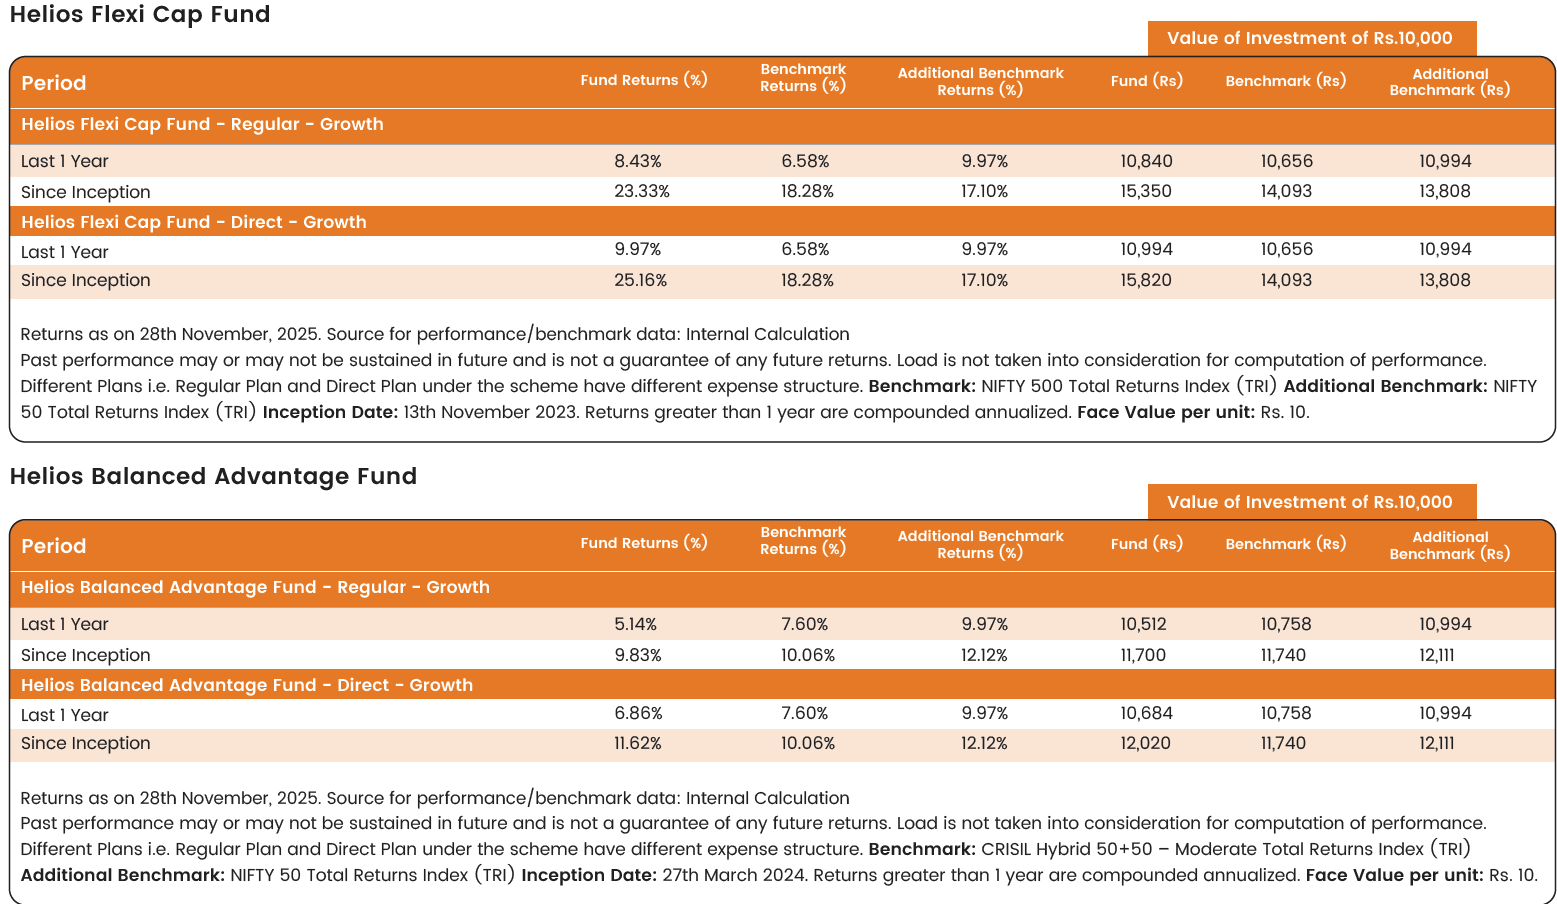 Helios Flexi Cap Fund
Value of Investment of Rs.10,000
Period Fund Returns (%) Benchmark Returns (%) Additional Benchmark Returns (%) Fund (Rs) Benchmark (Rs) Additional Benchmark (Rs)
Helios Flexi Cap Fund - Regular - Growth
Last 1 Year 8.43% 6.58% 9.97% 10,840 10,656 10,994
Since Inception 23.33% 18.28% 17.10% 15,350 14,093 13,808
Helios Flexi Cap Fund - Direct - Growth
Last 1 Year 9.97% 6.58% 9.97% 10,994 10,656 10,994
Since Inception 25.16% 18.28% 17.10% 15,820 14,093 13,808
Returns as on 28th November, 2025. Source for performance/benchmark data: Internal Calculation
Past performance may or may not be sustained in future and is not a guarantee of any future returns. Load is not taken into consideration for computation of performance.
Different Plans i.e. Regular Plan and Direct Plan under the scheme have different expense structure. Benchmark: NIFTY 500 Total Returns Index (TRI) Additional Benchmark: NIFTY
50 Total Returns Index (TRI) Inception Date: 13th November 2023. Returns greater than 1 year are compounded annualized. Face Value per unit: Rs. 10.
Helios Balanced Advantage Fund
Value of Investment of Rs.10,000
Period Fund Returns (%) Benchmark Returns (%) Additional Benchmark Returns (%) Fund (Rs) Benchmark (Rs) Additional Benchmark (Rs)
Helios Balanced Advantage Fund - Regular - Growth
Last 1 Year 5.14% 7.60% 9.97% 10,512 10,758 10,994
Since Inception 9.83% 10.06% 12.12% 11,700 11,740 12,111
Helios Balanced Advantage Fund - Direct - Growth
Last 1 Year 6.86% 7.60% 9.97% 10,684 10,758 10,994
Since Inception 11.62% 10.06% 12.12% 12,020 11,740 12,111
Returns as on 28th November, 2025. Source for performance/benchmark data: Internal Calculation
Past performance may or may not be sustained in future and is not a guarantee of any future returns. Load is not taken into consideration for computation of performance.
Different Plans i.e. Regular Plan and Direct Plan under the scheme have different expense structure. Benchmark: CRISIL Hybrid 50+50 – Moderate Total Returns Index (TRI)
Additional Benchmark: NIFTY 50 Total Returns Index (TRI) Inception Date: 27th March 2024. Returns greater than 1 year are compounded annualized. Face Value per unit: Rs. 10.